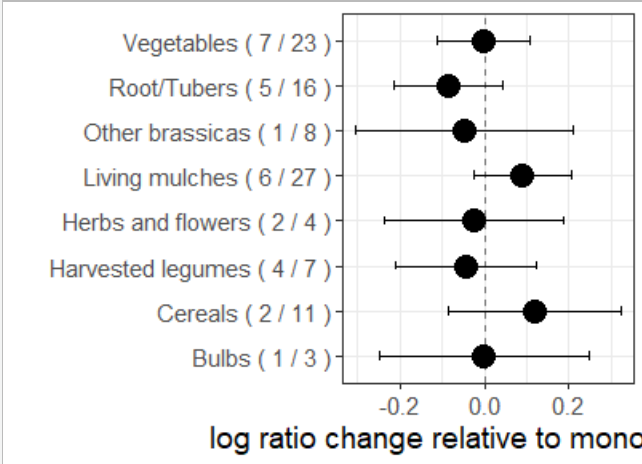 Vegetables ( 7 / 23 )
Root/Tubers ( 5 / 16 )
Other brassicas ( 1 / 8 )
Living mulches ( 6 / 27 )
Herbs and flowers ( 2 / 4 )
Harvested legumes ( 4 / 7 )
Cereals ( 2 / 11 )
Bulbs ( 1 / 3 )
-0.2 0.0 0.2
log ratio change relative to mono